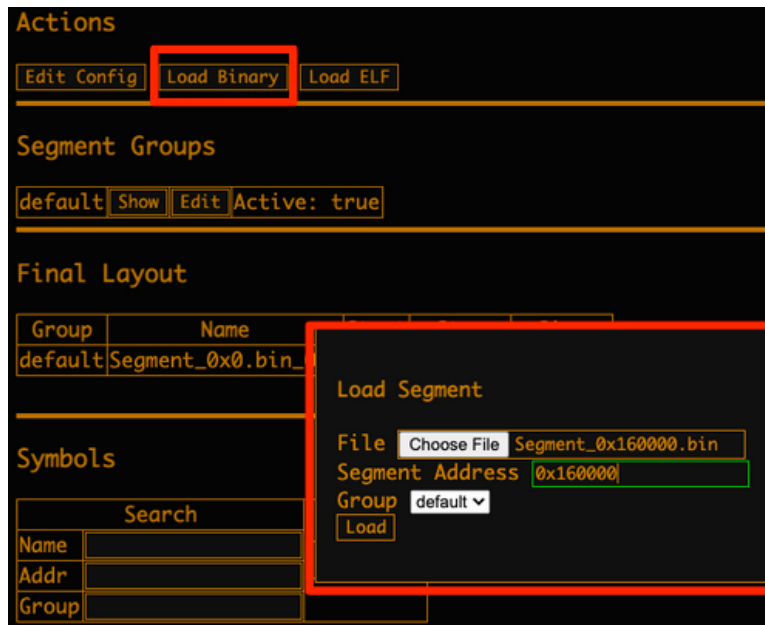 Actions
Edit Config Load Binary Load ELF
Segment Groups
default Show Edit Active: true
Final Layout
Group Name
default Segment_0x0.bin_
Load Segment
File Choose File Segment_0x160000.bin
Segment Address 0x160000
Group default
Load
Symbols
Search
Name
Addr
Group